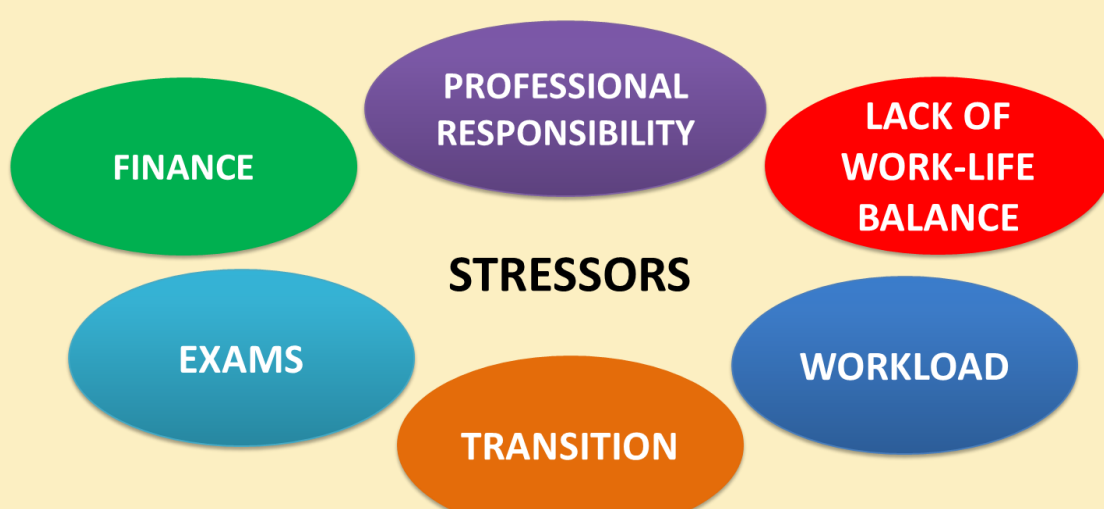 PROFESSIONAL
RESPONSIBILITY
FINANCE
LACK OF
WORK-LIFE
BALANCE
STRESSORS
EXAMS
WORKLOAD
TRANSITION